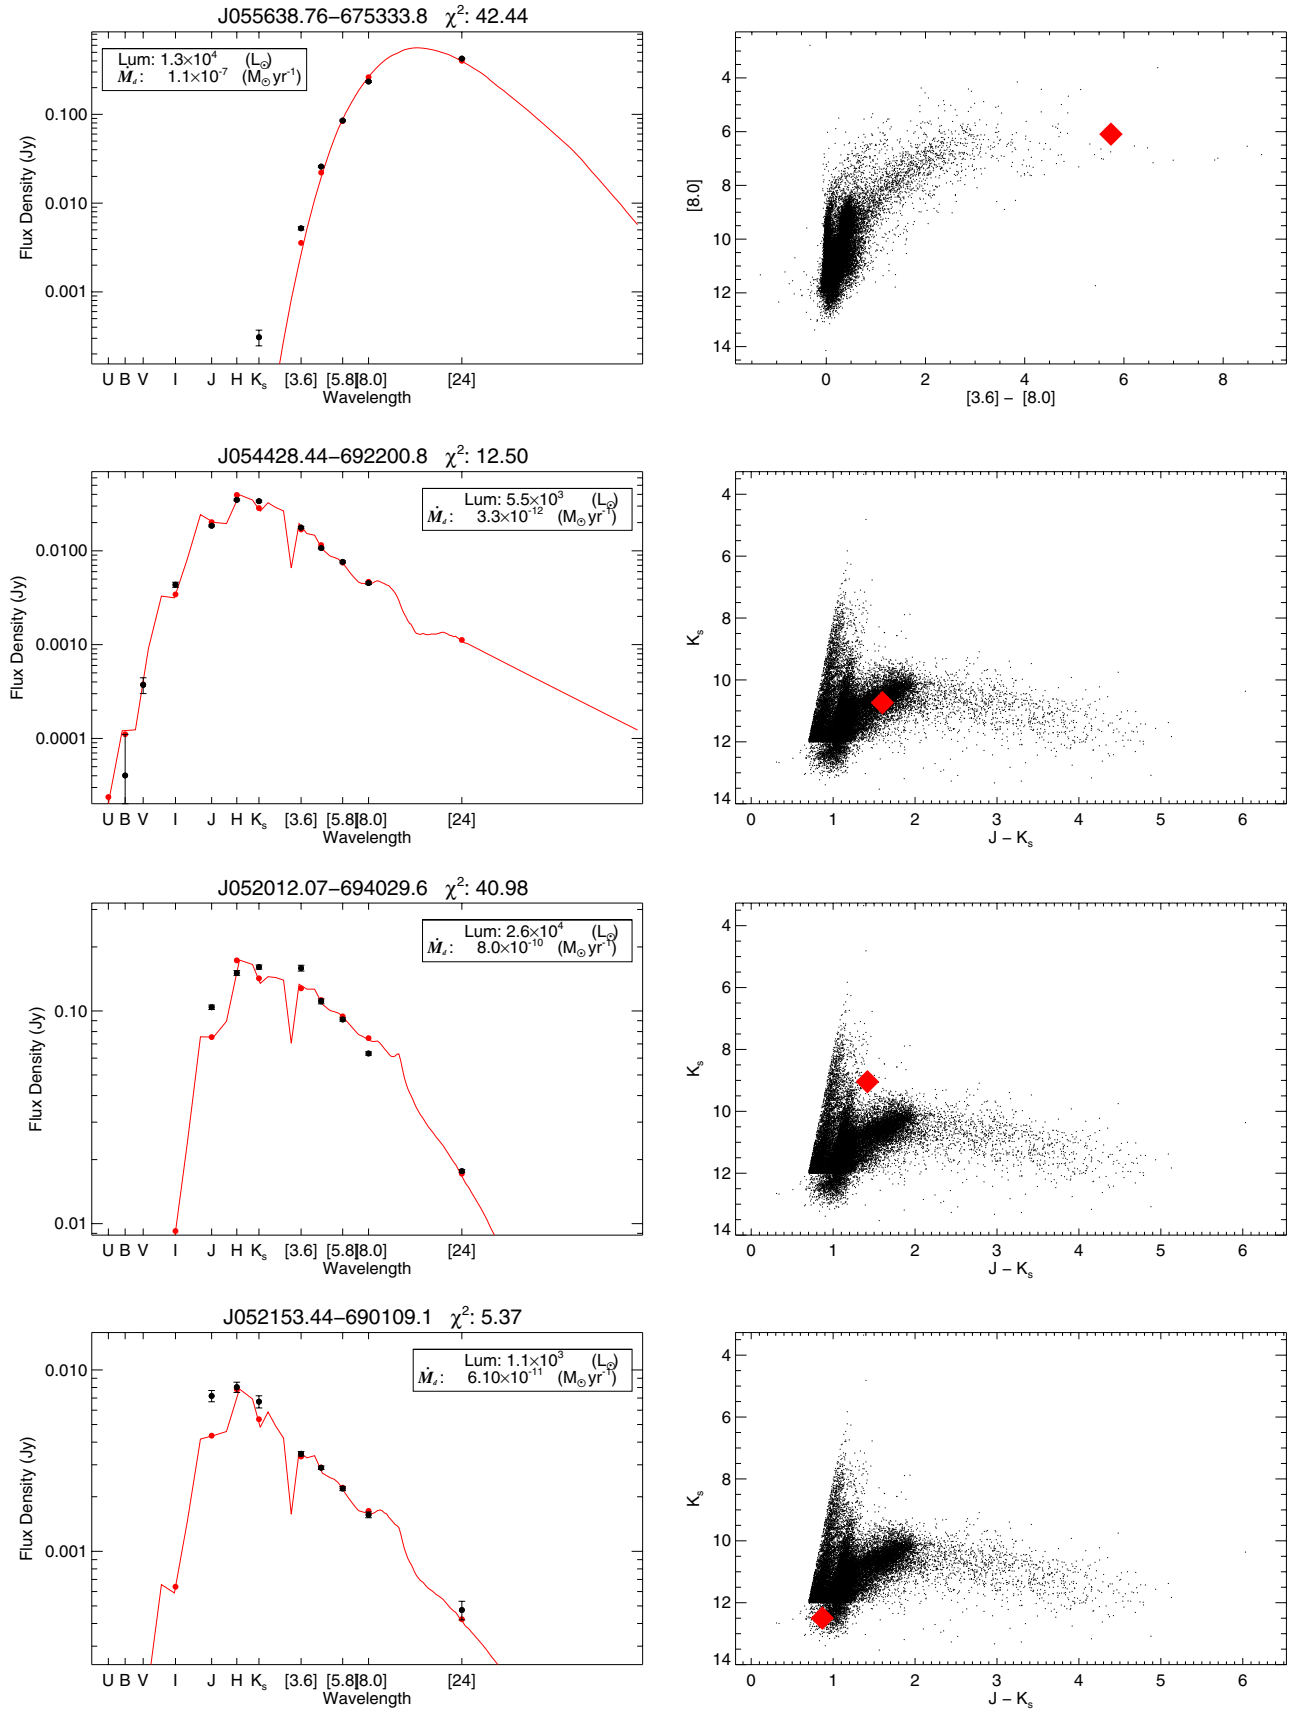 J055638.76−675333.8 χ²: 42.44
Lum: 1.3×10⁴ (L☉)
Ṁd: 1.1×10⁻⁷ (M☉ yr⁻¹)
0.100
0.010
0.001
Flux Density (Jy)
U B V I J H Ks [3.6] [5.8][8.0] [24]
Wavelength
4
6
8
10
12
14
[8.0]
0 2 4 6 8
[3.6] − [8.0]
J054428.44−692200.8 χ²: 12.50
Lum: 5.5×10³ (L☉)
Ṁd: 3.3×10⁻¹² (M☉ yr⁻¹)
0.0100
0.0010
0.0001
Flux Density (Jy)
U B V I J H Ks [3.6] [5.8][8.0] [24]
Wavelength
4
6
8
10
12
14
Ks
0 1 2 3 4 5 6
J − Ks
J052012.07−694029.6 χ²: 40.98
Lum: 2.6×10⁴ (L☉)
Ṁd: 8.0×10⁻¹⁰ (M☉ yr⁻¹)
0.10
0.01
Flux Density (Jy)
U B V I J H Ks [3.6] [5.8][8.0] [24]
Wavelength
4
6
8
10
12
14
Ks
0 1 2 3 4 5 6
J − Ks
J052153.44−690109.1 χ²: 5.37
Lum: 1.1×10³ (L☉)
Ṁd: 6.10×10⁻¹¹ (M☉ yr⁻¹)
0.010
0.001
Flux Density (Jy)
U B V I J H Ks [3.6] [5.8][8.0] [24]
Wavelength
4
6
8
10
12
14
Ks
0 1 2 3 4 5 6
J − Ks